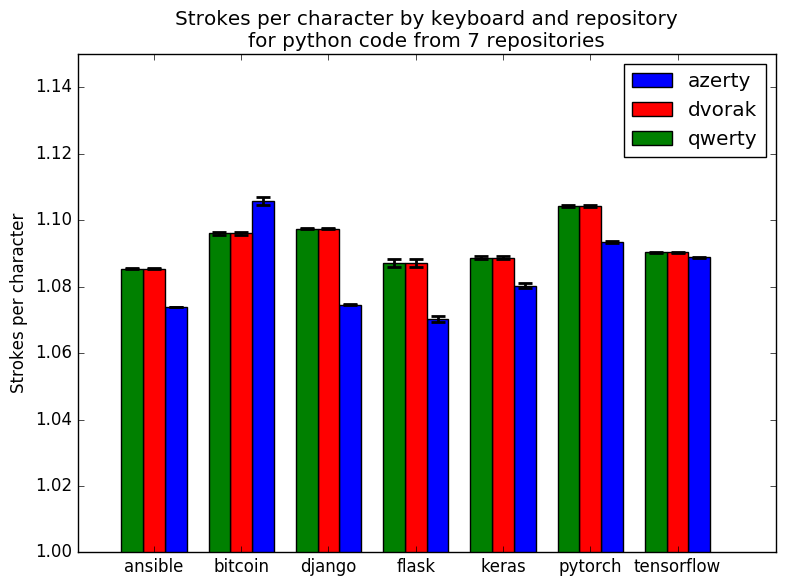 Strokes per character by keyboard and repository
for python code from 7 repositories
azerty
dvorak
qwerty
Strokes per character
1.14
1.12
1.10
1.08
1.06
1.04
1.02
1.00
ansible bitcoin django flask keras pytorch tensorflow